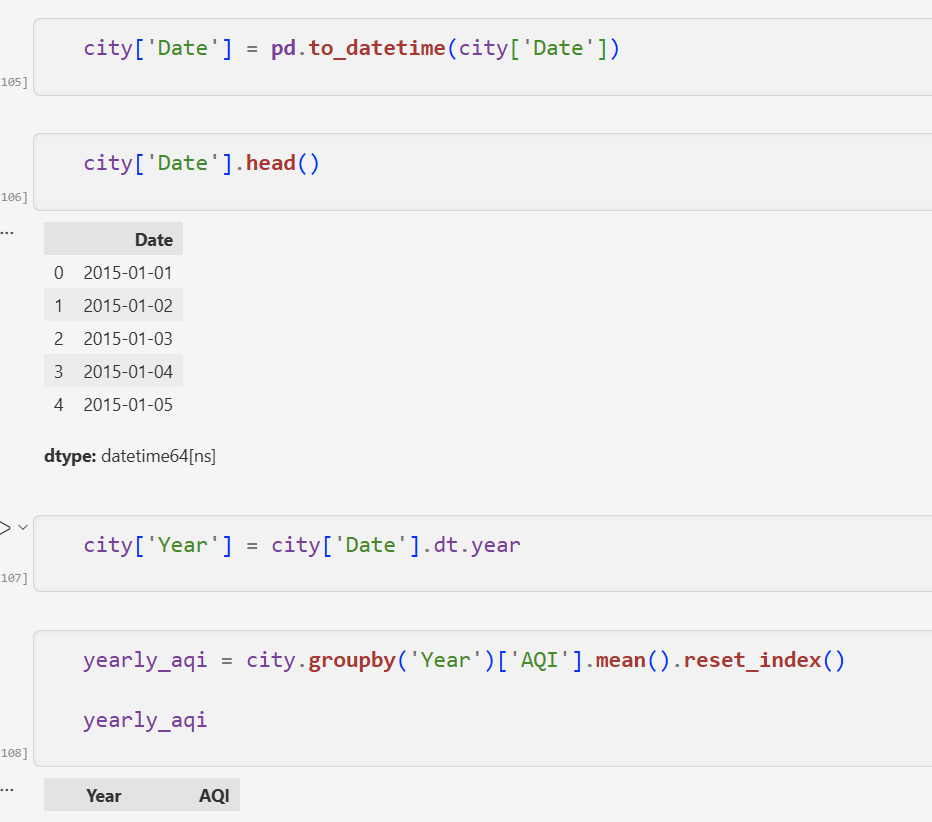 city['Date'] = pd.to_datetime(city['Date'])
105]
city['Date'].head()
106]
...
Date
0 2015-01-01
1 2015-01-02
2 2015-01-03
3 2015-01-04
4 2015-01-05
dtype: datetime64[ns]
city['Year'] = city['Date'].dt.year
107]
yearly_aqi = city.groupby('Year')['AQI'].mean().reset_index()
yearly_aqi
108]
...
Year AQI